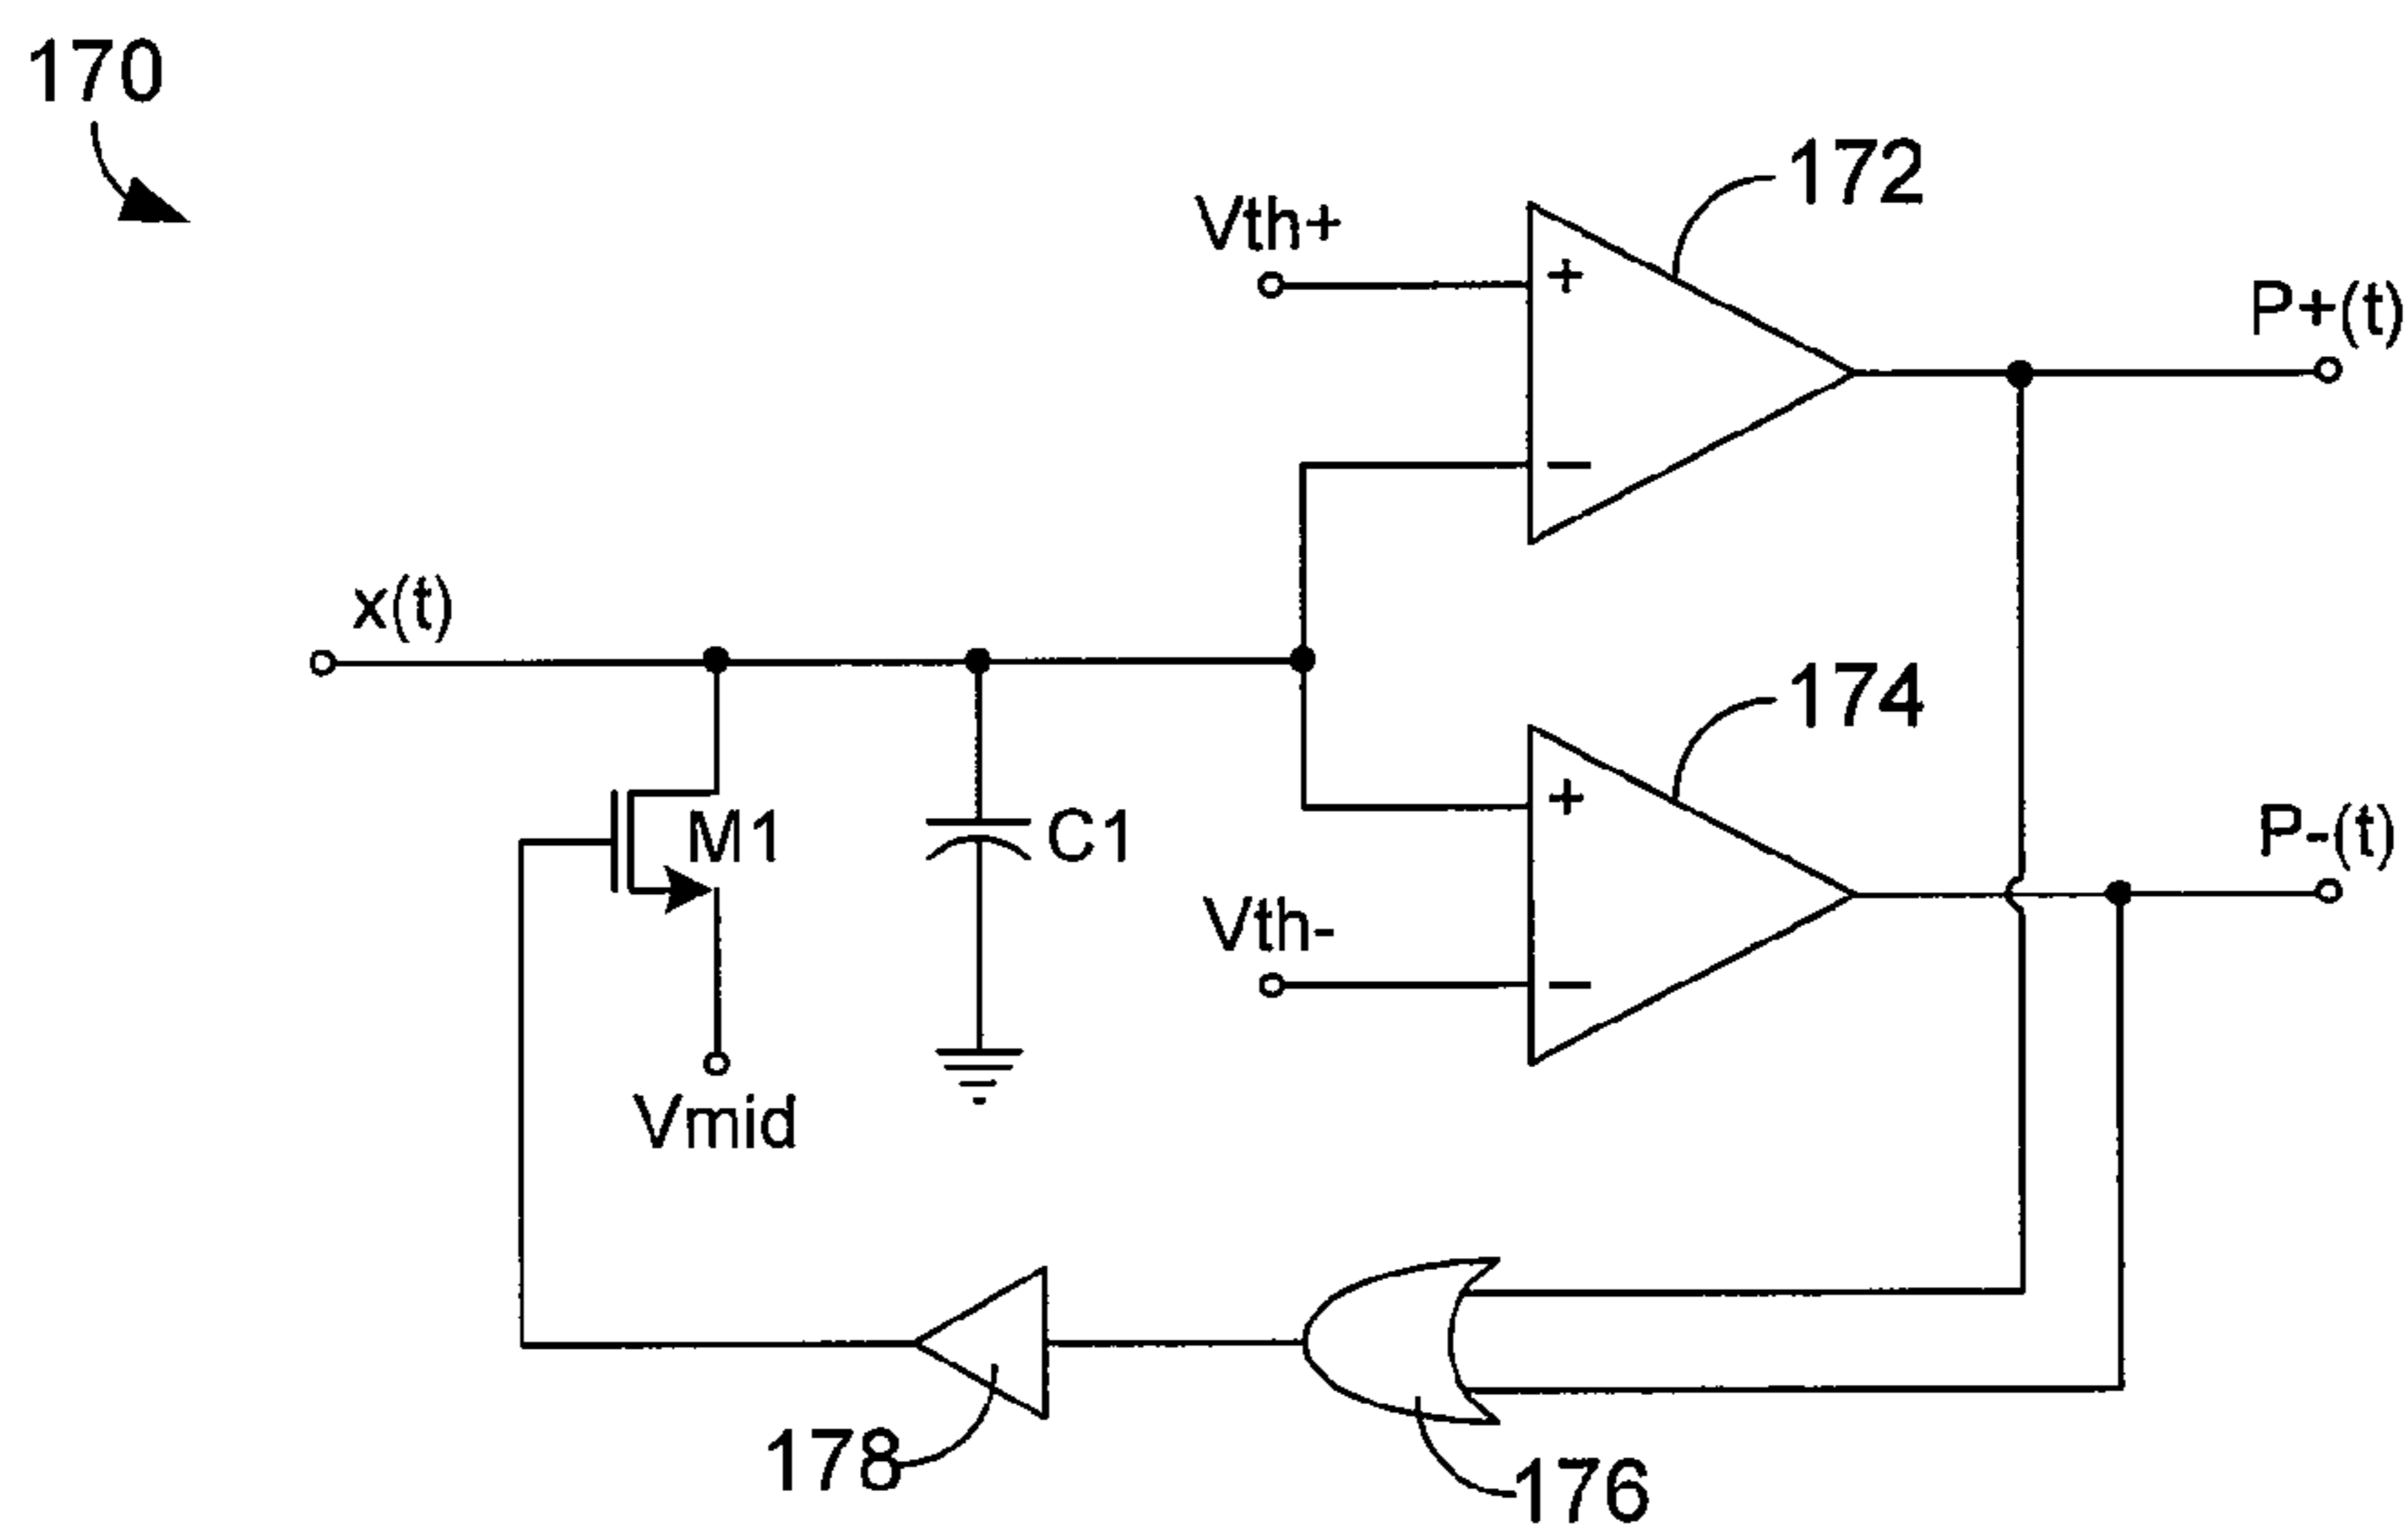 170
172
Vth+
+
P+(t)
−
x(t)
174
M1
C1
+
P-(t)
Vth-
−
Vmid
178
176